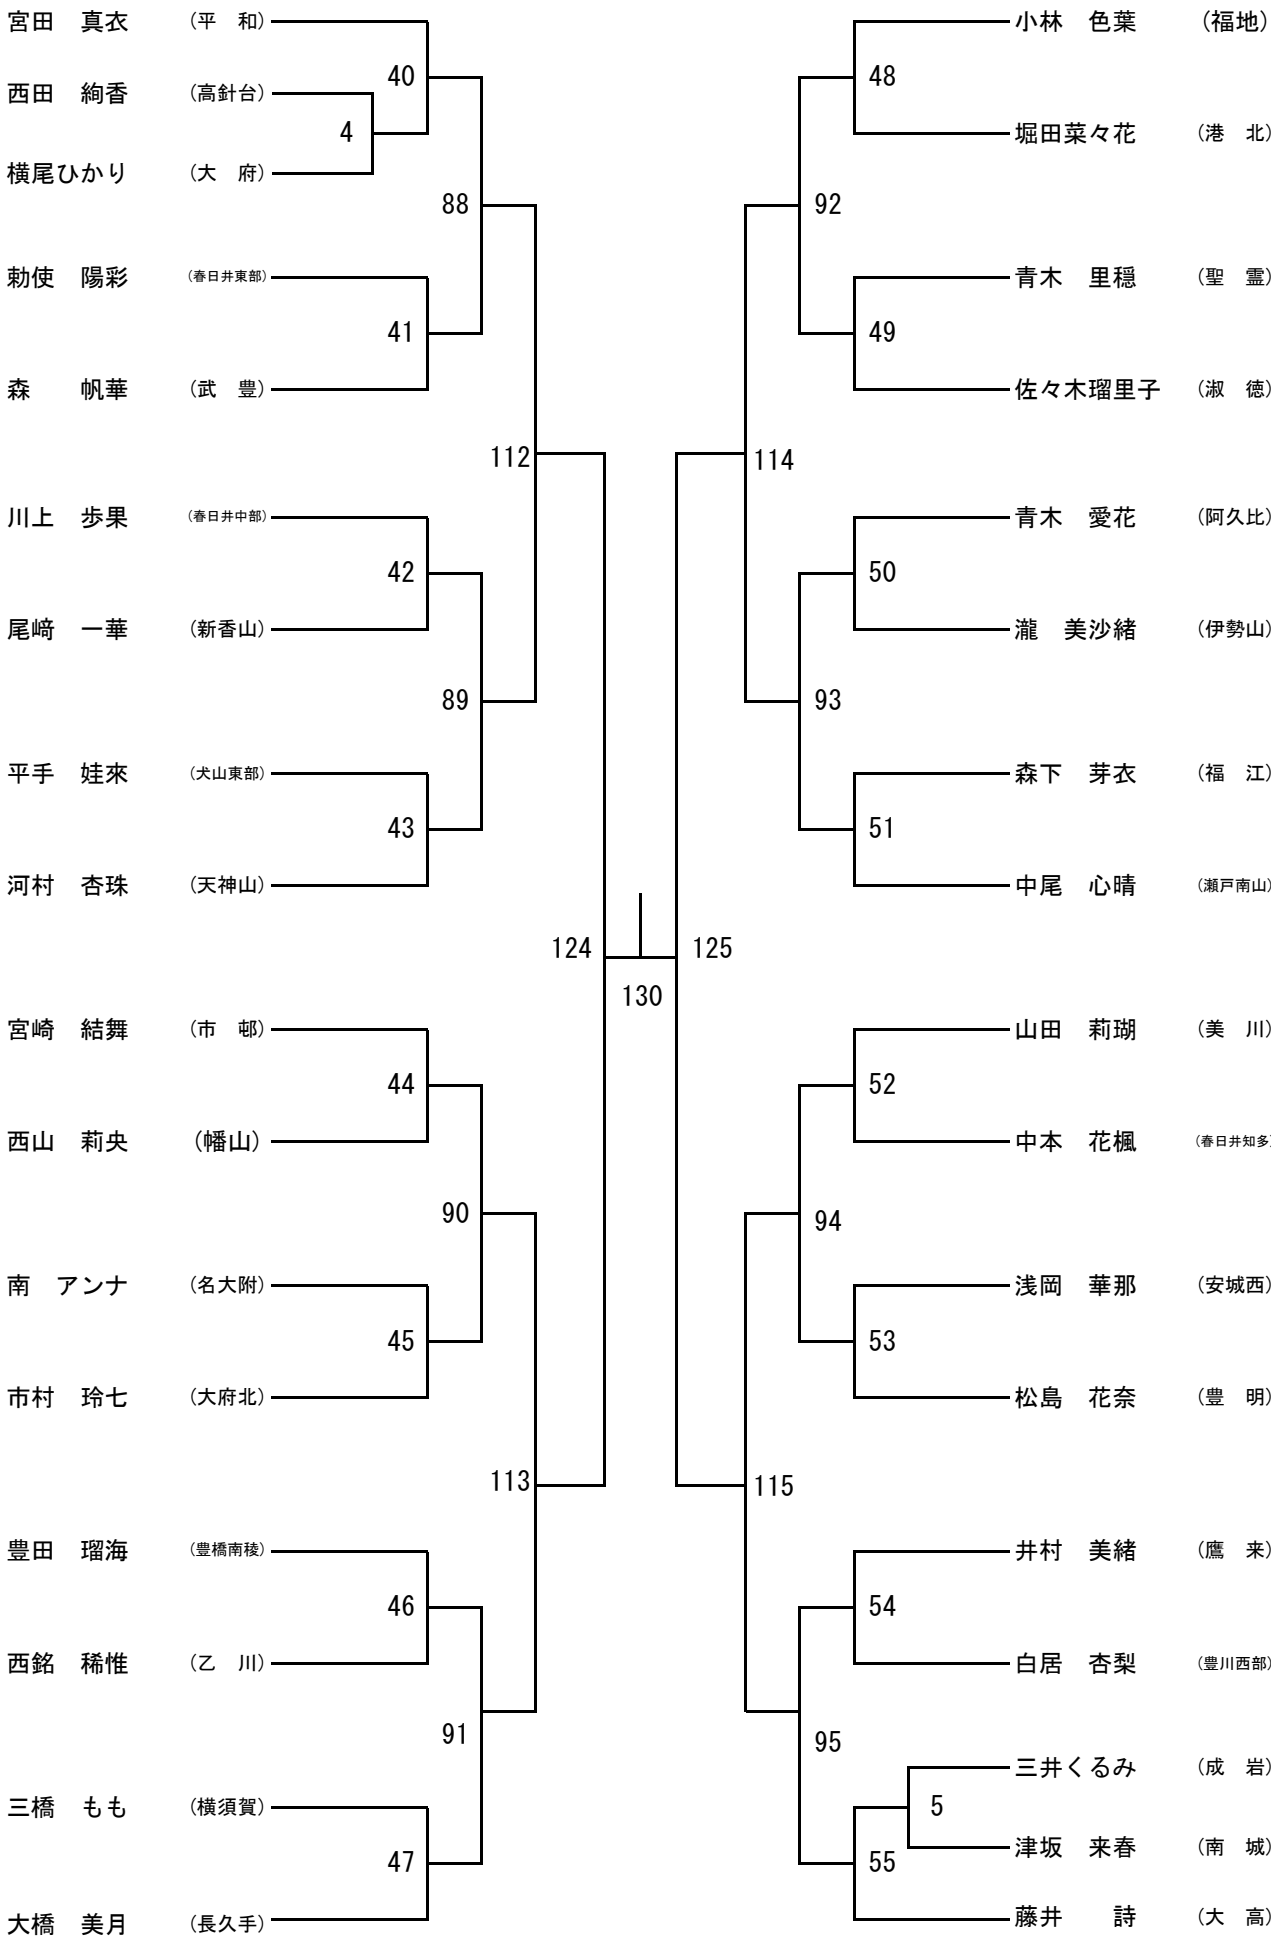 宮田　真衣 （平　和）
40
西田　絢香 （高針台）
4
横尾ひかり （大　府）
88
勅使　陽彩 （春日井東部）
41
森　　帆華 （武　豊）
112
川上　歩果 （春日井中部）
42
尾﨑　一華 （新香山）
89
平手　娃來 （犬山東部）
43
河村　杏珠 （天神山）
124
宮崎　結舞 （市　邨）
44
西山　莉央 （幡山）
90
南　アンナ （名大附）
45
市村　玲七 （大府北）
113
豊田　瑠海 （豊橋南稜）
46
西銘　稀惟 （乙　川）
91
三橋　もも （横須賀）
47
大橋　美月 （長久手）
130
小林　色葉 （福地）
48
堀田菜々花 （港　北）
92
青木　里穏 （聖　霊）
49
佐々木瑠里子 （淑　徳）
114
青木　愛花 （阿久比）
50
瀧　美沙緒 （伊勢山）
93
森下　芽衣 （福　江）
51
中尾　心晴 （瀬戸南山）
125
山田　莉瑚 （美　川）
52
中本　花楓 （春日井知多）
94
浅岡　華那 （安城西）
53
松島　花奈 （豊　明）
115
井村　美緒 （鷹　来）
54
白居　杏梨 （豊川西部）
95
三井くるみ （成　岩）
5
津坂　来春 （南　城）
55
藤井　　詩 （大　高）